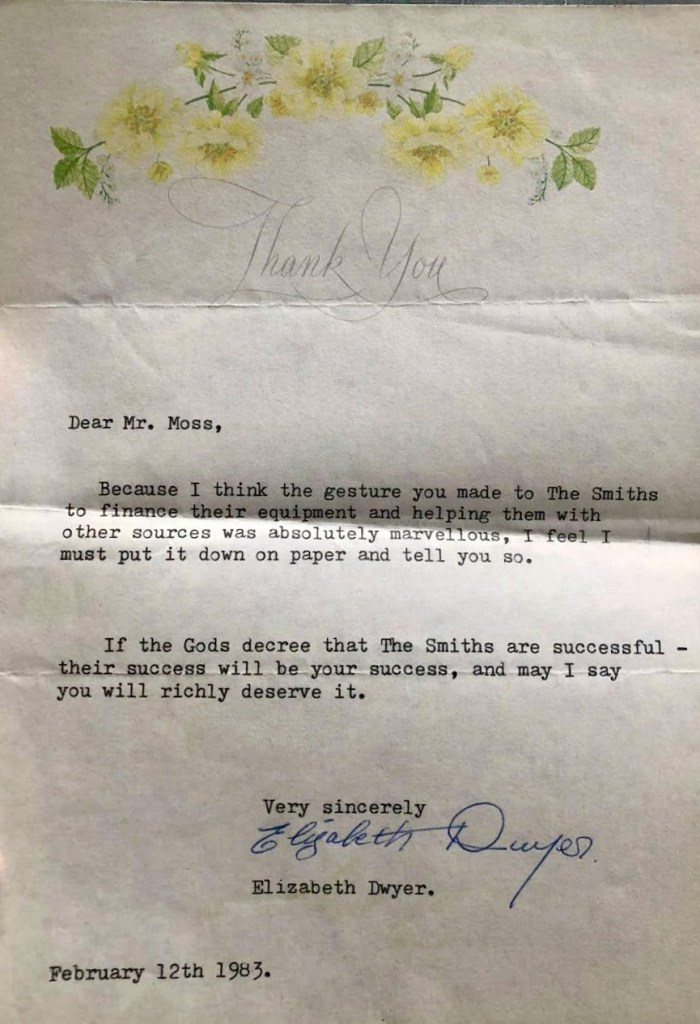 Thank You
Dear Mr. Moss,
Because I think the gesture you made to The Smiths
to finance their equipment and helping them with
other sources was absolutely marvellous, I feel I
must put it down on paper and tell you so.
If the Gods decree that The Smiths are successful -
their success will be your success, and may I say
you will richly deserve it.
Very sincerely
Elizabeth Dwyer.
Elizabeth Dwyer.
February 12th 1983.